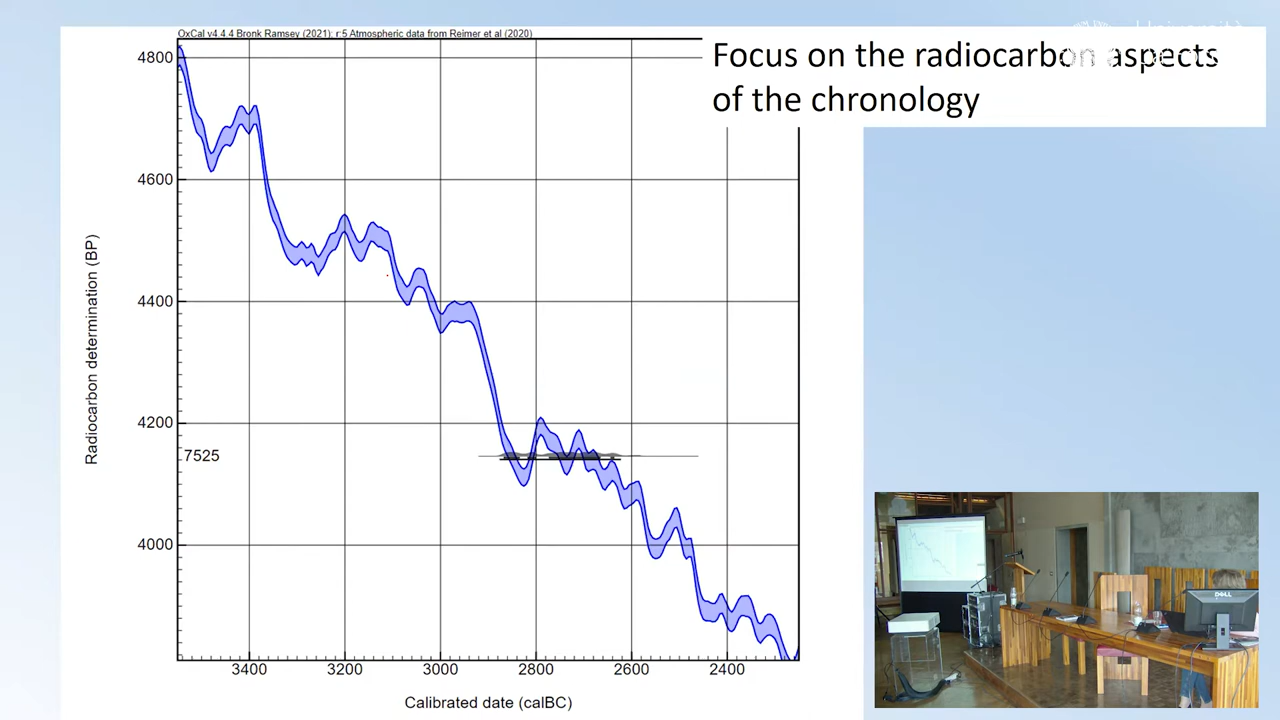 OxCal v4.4.4 Bronk Ramsey (2021); r:5 Atmospheric data from Reimer et al (2020)
Focus on the radiocarbon aspects
of the chronology
4800
4600
4400
4200
7525
4000
Radiocarbon determination (BP)
3400 3200 3000 2800 2600 2400
Calibrated date (calBC)
DELL